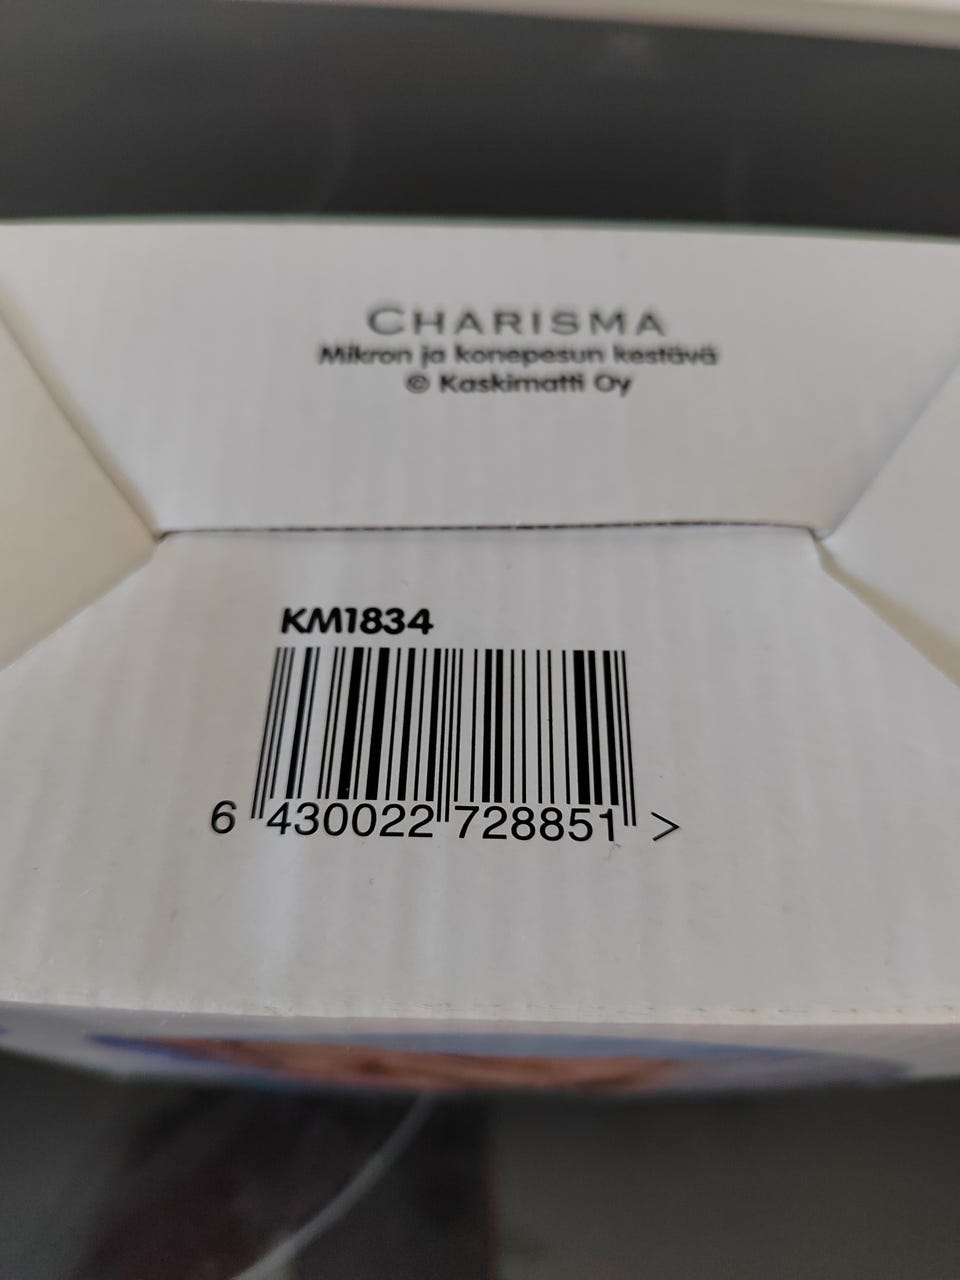 CHARISMA
Mikron ja konepesun kestävä
© Kaskimatti Oy
KM1834
6 430022 728851 >